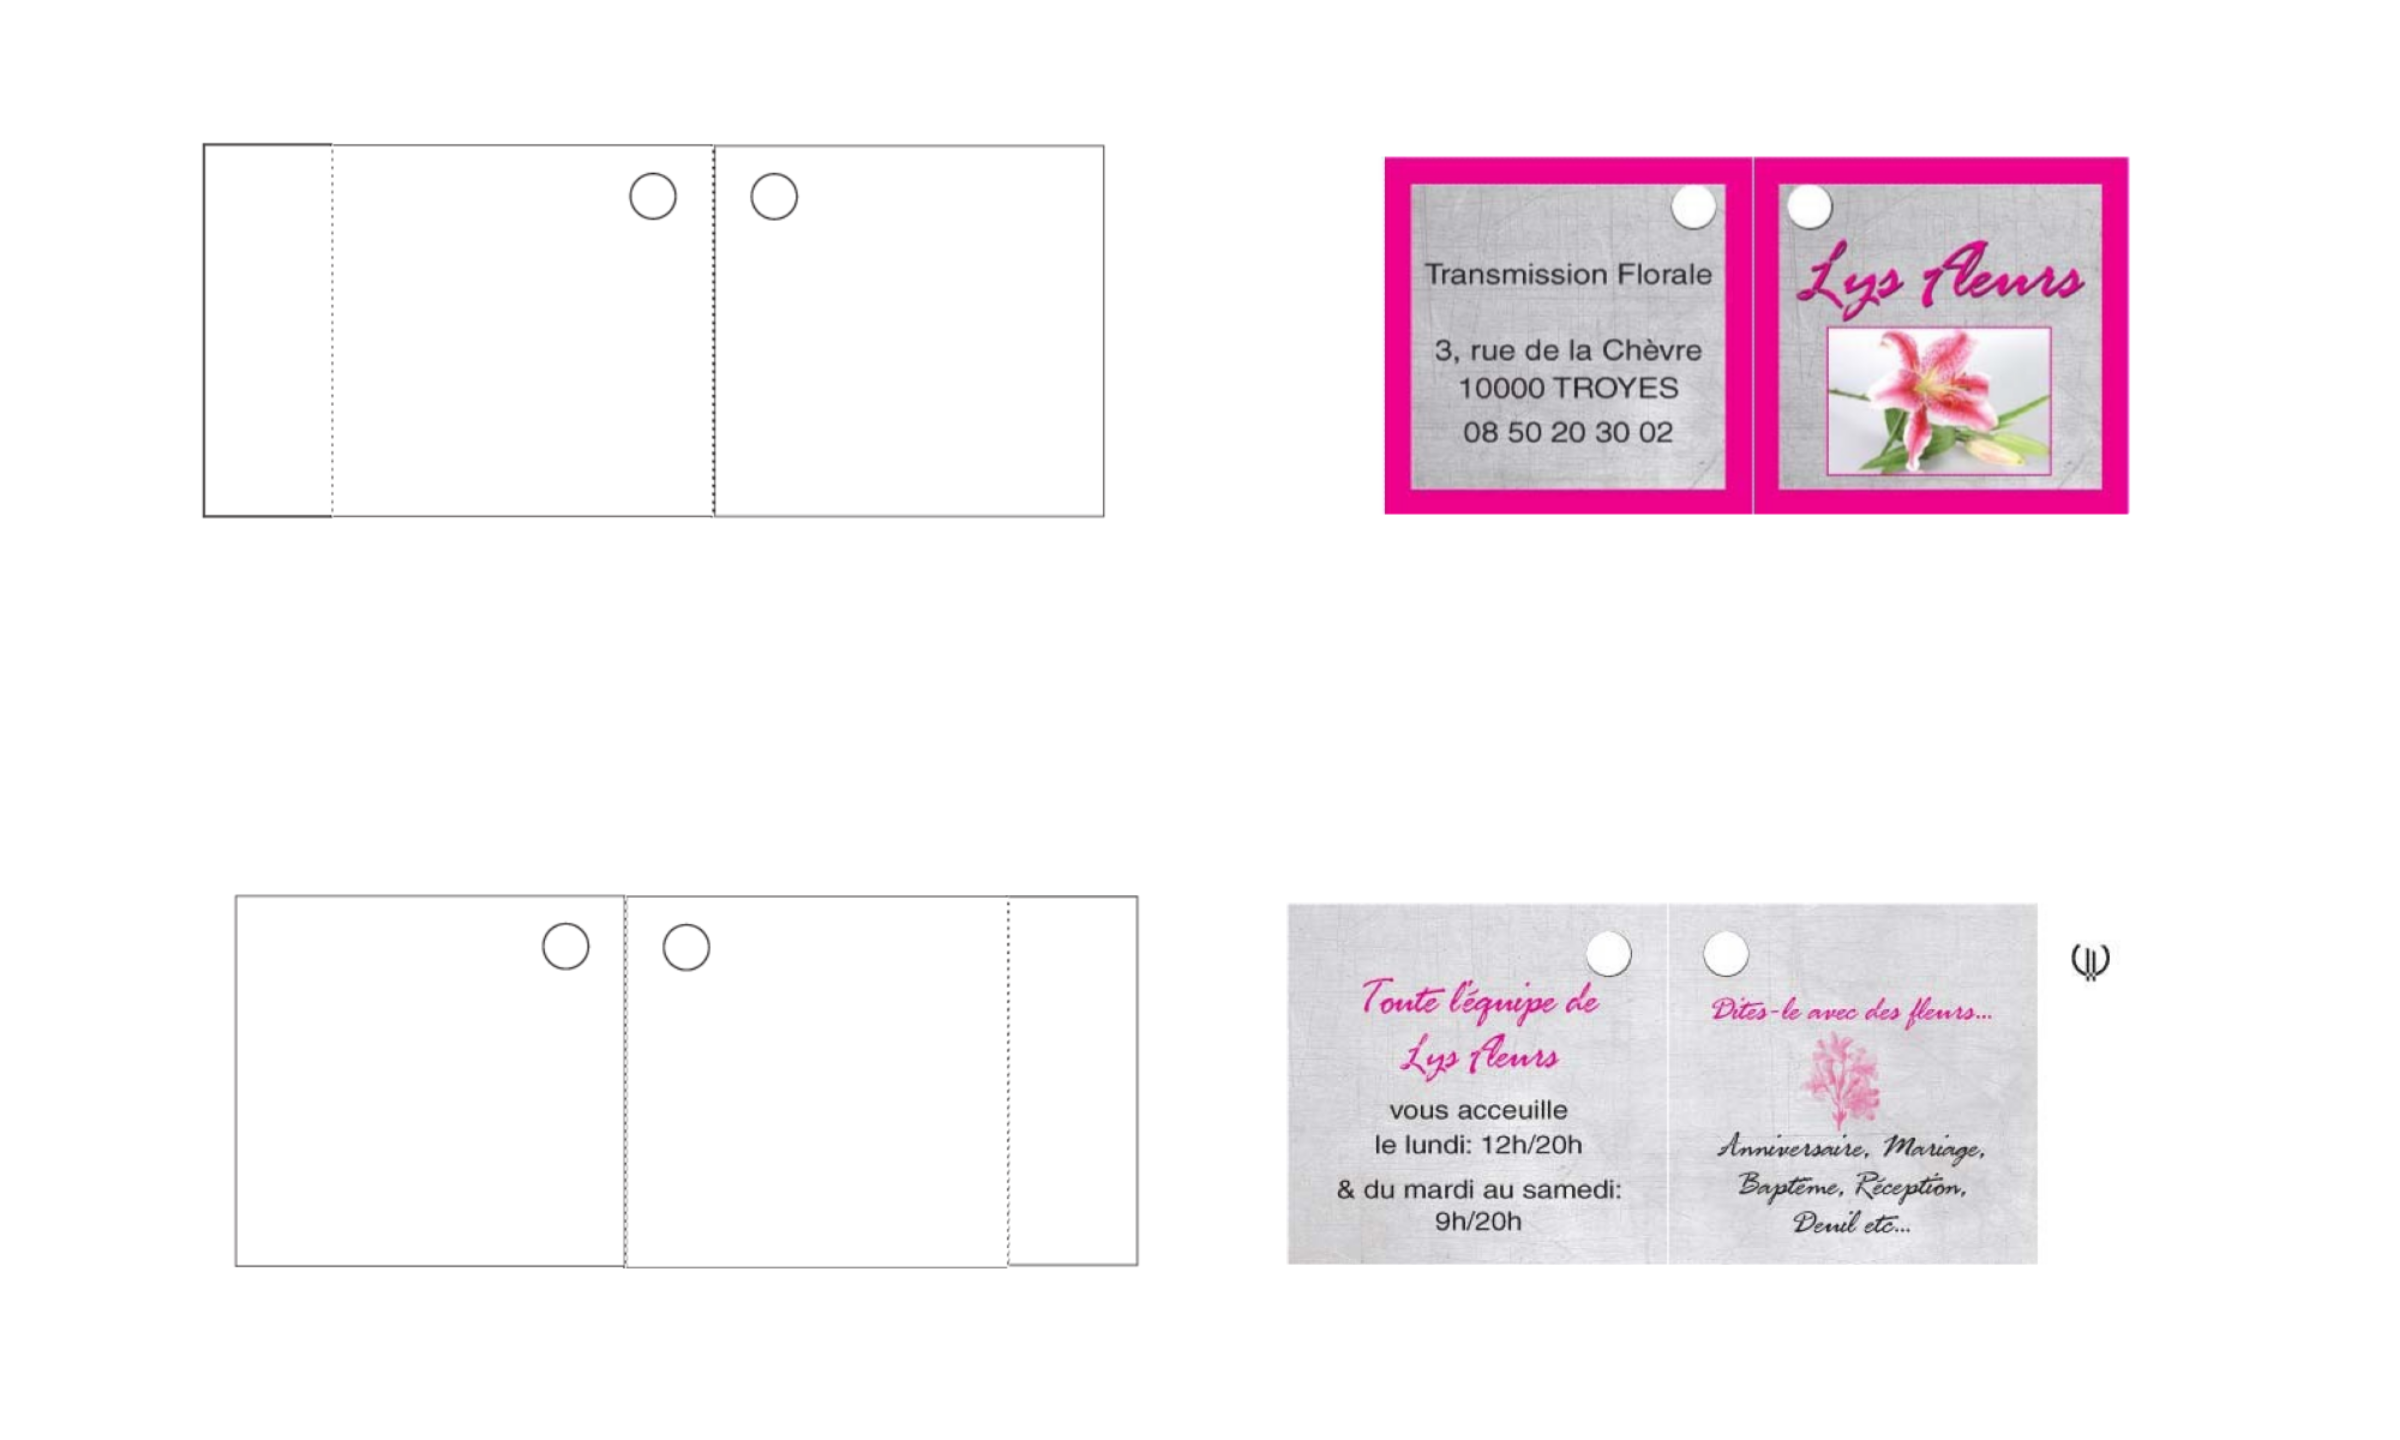 Transmission Florale
3, rue de la Chèvre
10000 TROYES
08 50 20 30 02
Lys fleurs
Toute l'équipe de
Lys fleurs
vous acceuille
le lundi: 12h/20h
& du mardi au samedi:
9h/20h
Dites-le avec des fleurs...
Anniversaire, Mariage,
Baptême, Réception,
Deuil etc...